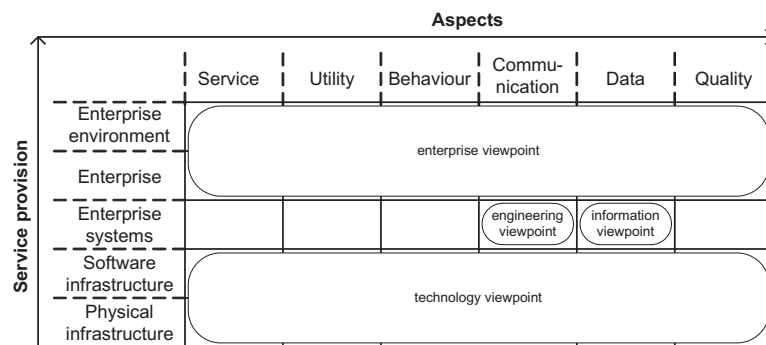 Aspects
Service provision
Service
Utility
Behaviour
Commu-
nication
Data
Quality
Enterprise
environment
enterprise viewpoint
Enterprise
Enterprise
systems
engineering
viewpoint
information
viewpoint
Software
infrastructure
technology viewpoint
Physical
infrastructure